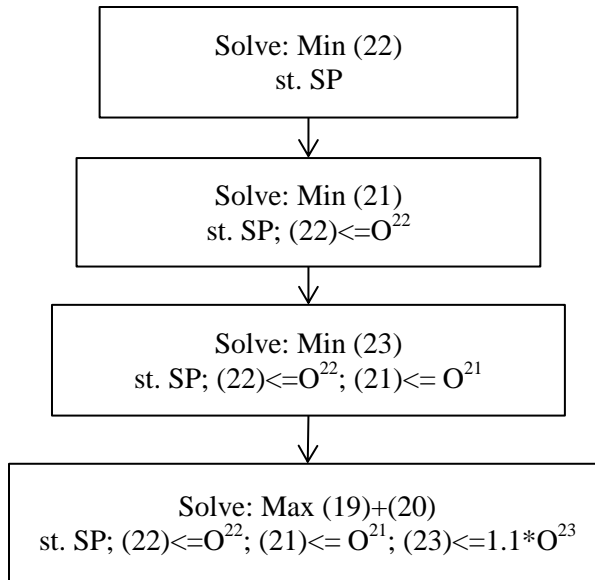 Solve: Min (22)
st. SP
Solve: Min (21)
st. SP; (22)<=O²²
Solve: Min (23)
st. SP; (22)<=O²²; (21)<= O²¹
Solve: Max (19)+(20)
st. SP; (22)<=O²²; (21)<= O²¹; (23)<=1.1*O²³